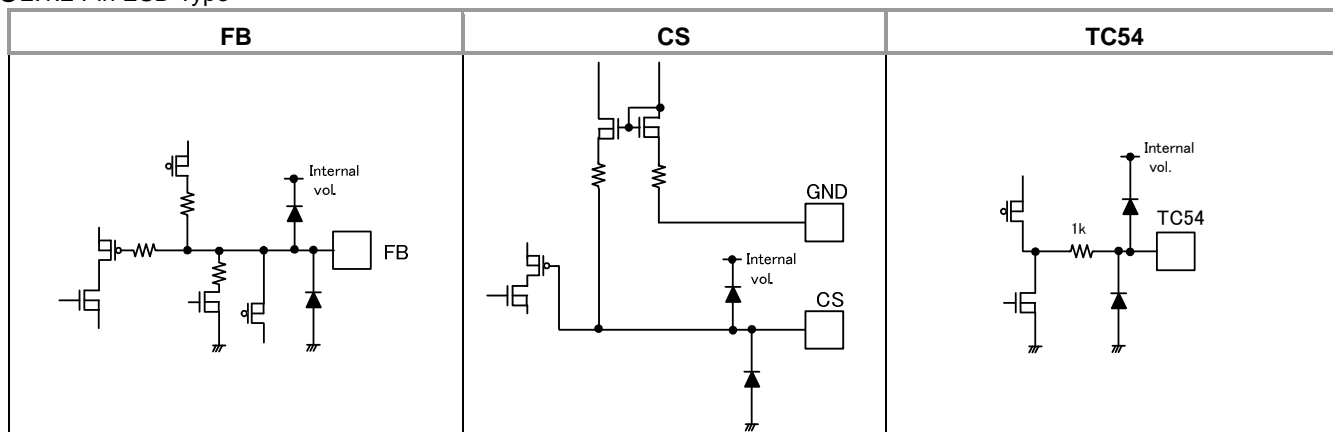 FB
CS
TC54
Internal
vol.
FB
GND
Internal
vol.
CS
Internal
vol.
1k
TC54